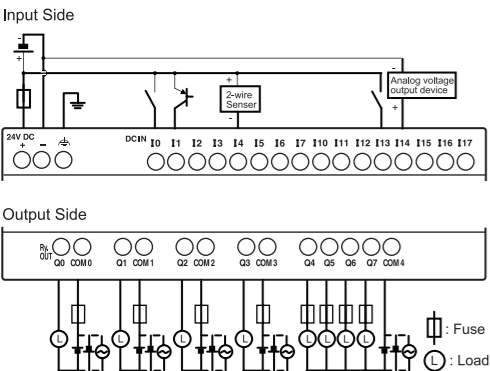 Input Side
-
+
+
-
2-wire
Senser
-
Analog voltage
output device
+
24V DC
+ -
DC IN I0 I1 I2 I3 I4 I5 I6 I7 I10 I11 I12 I13 I14 I15 I16 I17
Output Side
Ry.
OUT
Q0 COM0 Q1 COM1 Q2 COM2 Q3 COM3 Q4 Q5 Q6 Q7 COM4
: Fuse
L L L L L L L L
L : Load